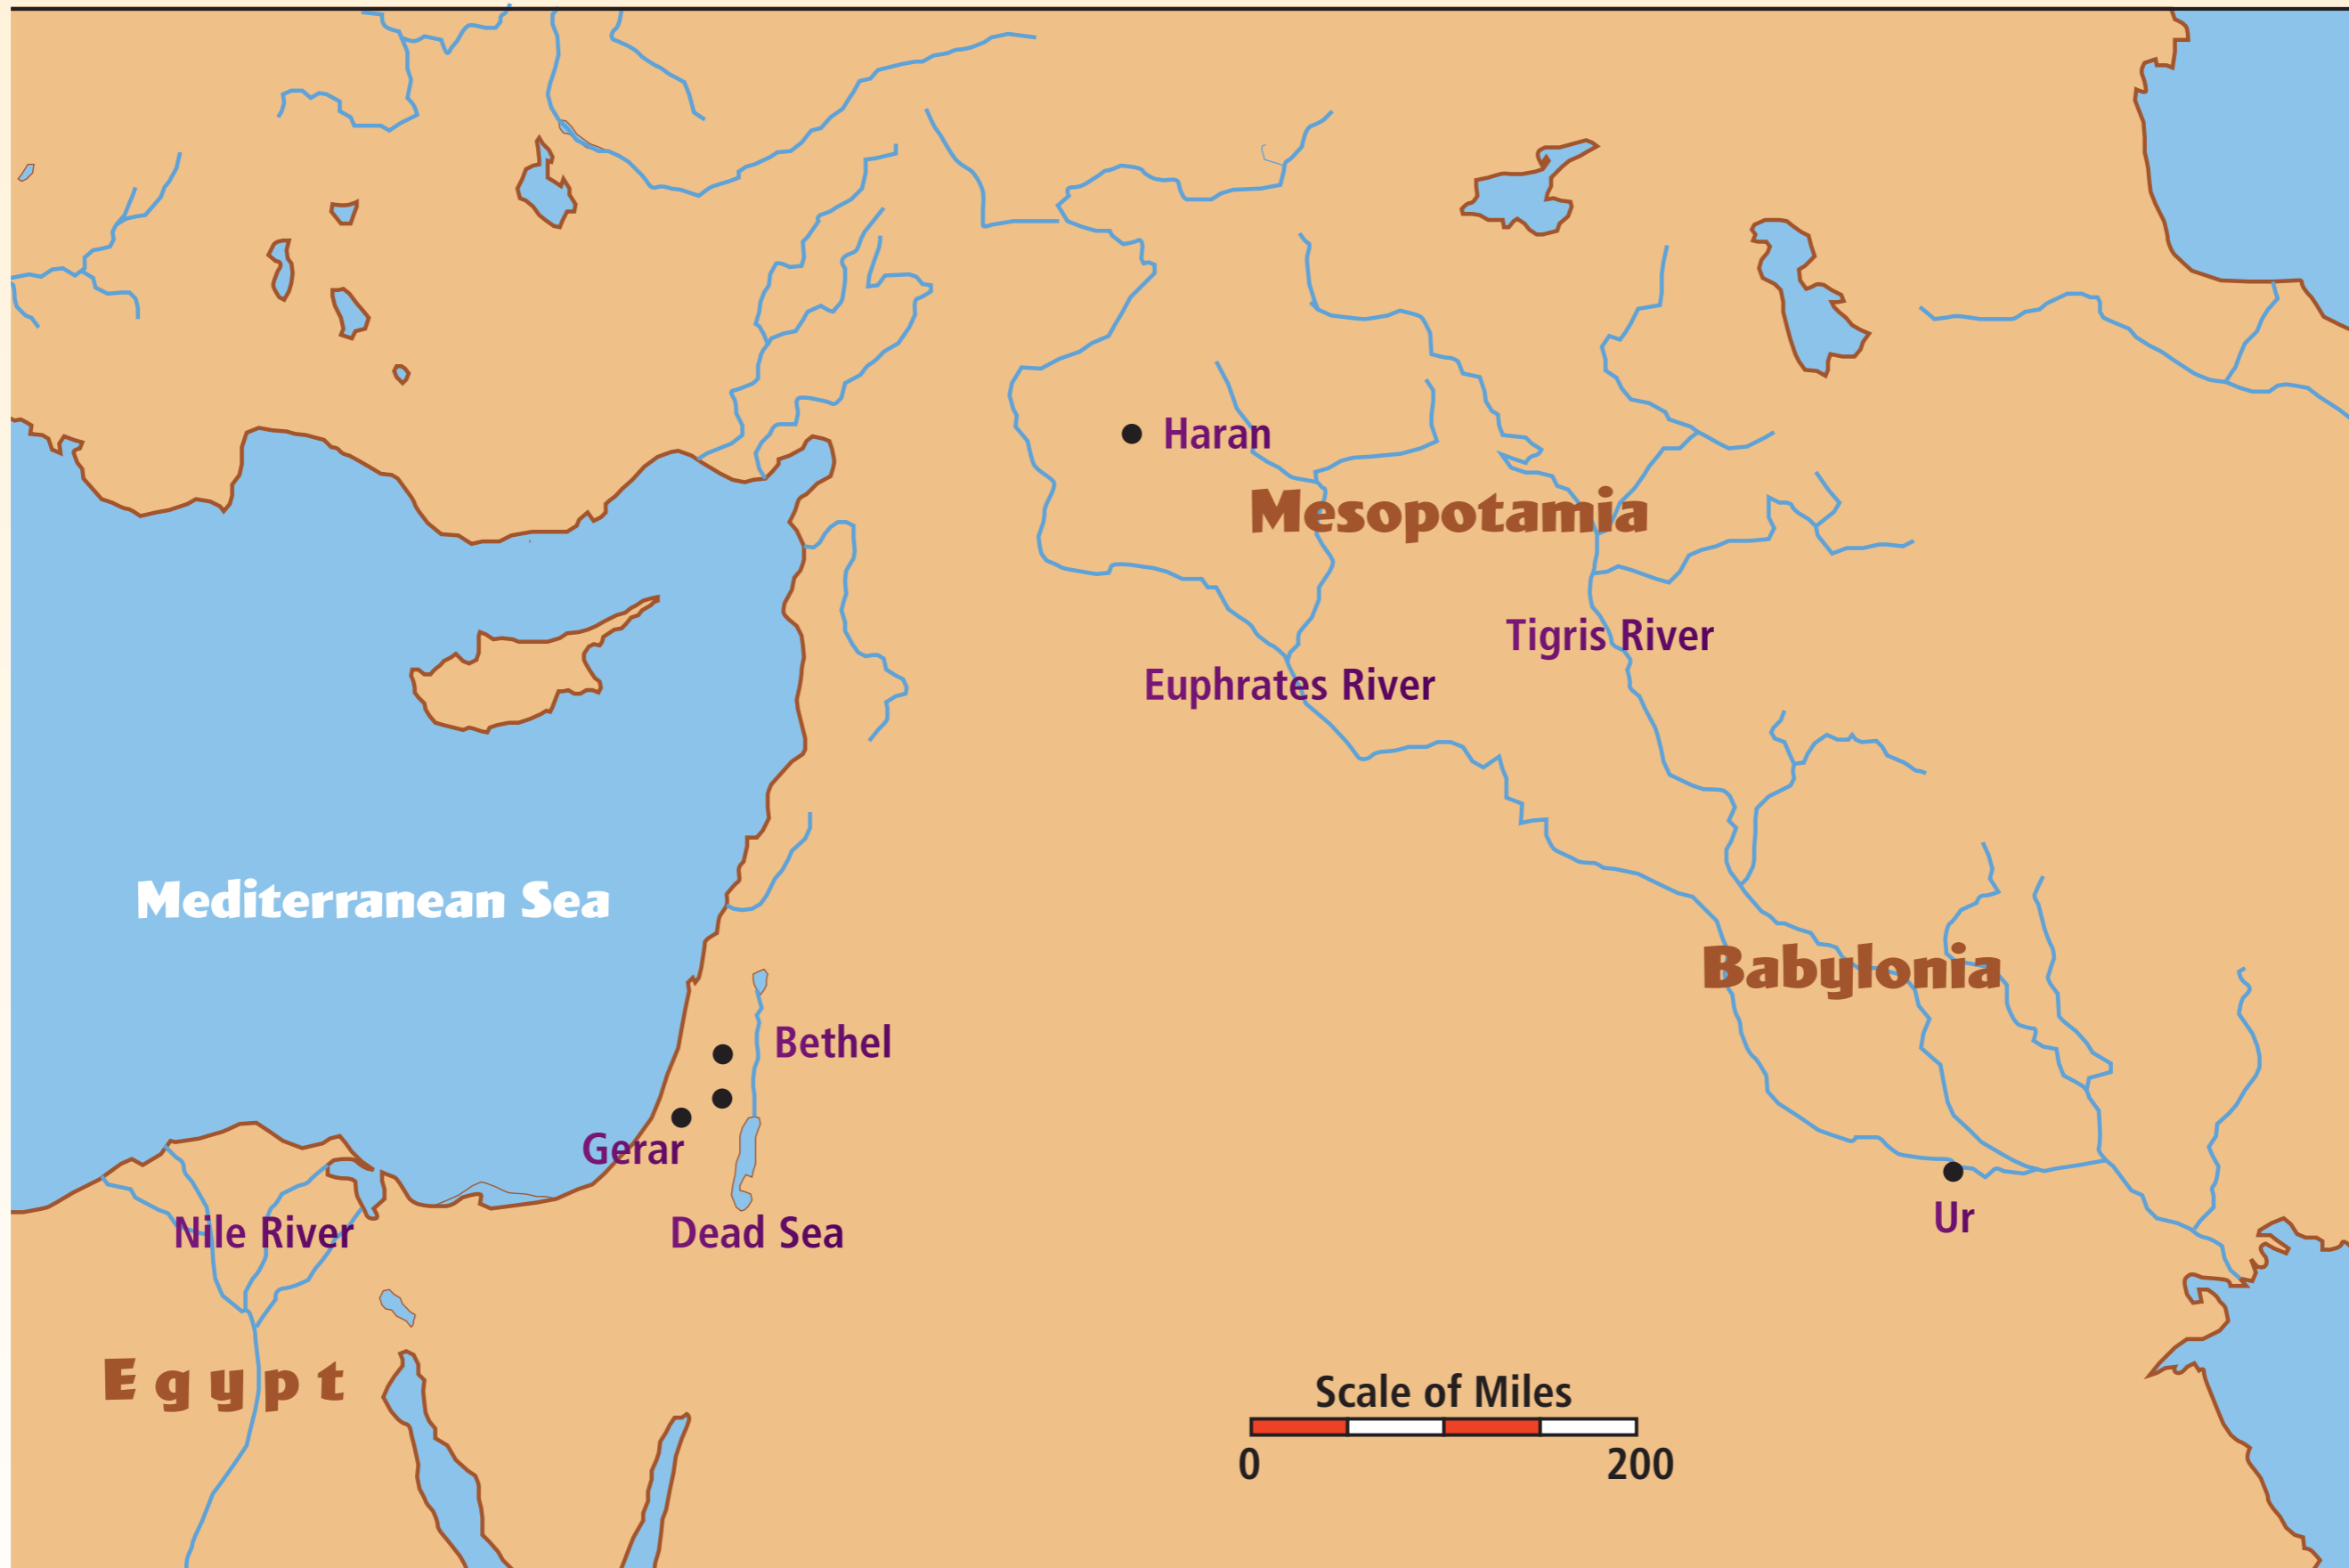 Haran
Mesopotamia
Tigris River
Euphrates River
Mediterranean Sea
Babylonia
Bethel
Gerar
Ur
Nile River
Dead Sea
Egypt
Scale of Miles
0 200